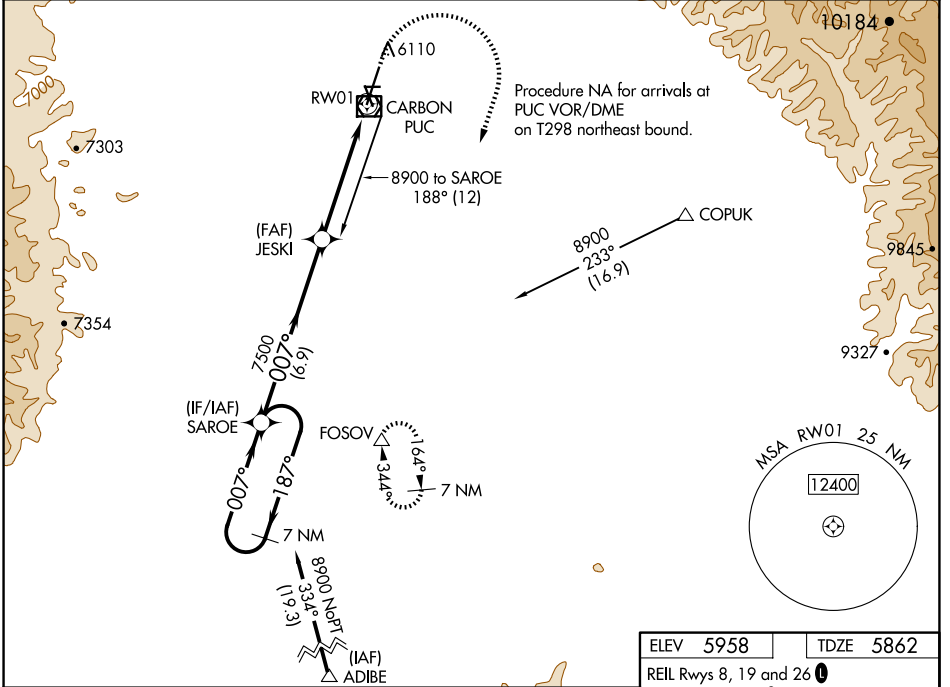 10184
6110
7000
RW01
CARBON
PUC
Procedure NA for arrivals at
PUC VOR/DME
on T298 northeast bound.
7303
8900 to SAROE
188° (12)
(FAF)
JESKI
COPUK
8900
233°
(16.9)
9845
7354
7500
007°
(6.9)
9327
(IF/IAF)
SAROE
FOSOV
007°
187°
344°
164°
7 NM
7 NM
MSA RW01 25 NM
12400
8900 NoPT
334°
(19.3)
(IAF)
ADIBE
ELEV 5958
TDZE 5862
REIL Rwys 8, 19 and 26 L